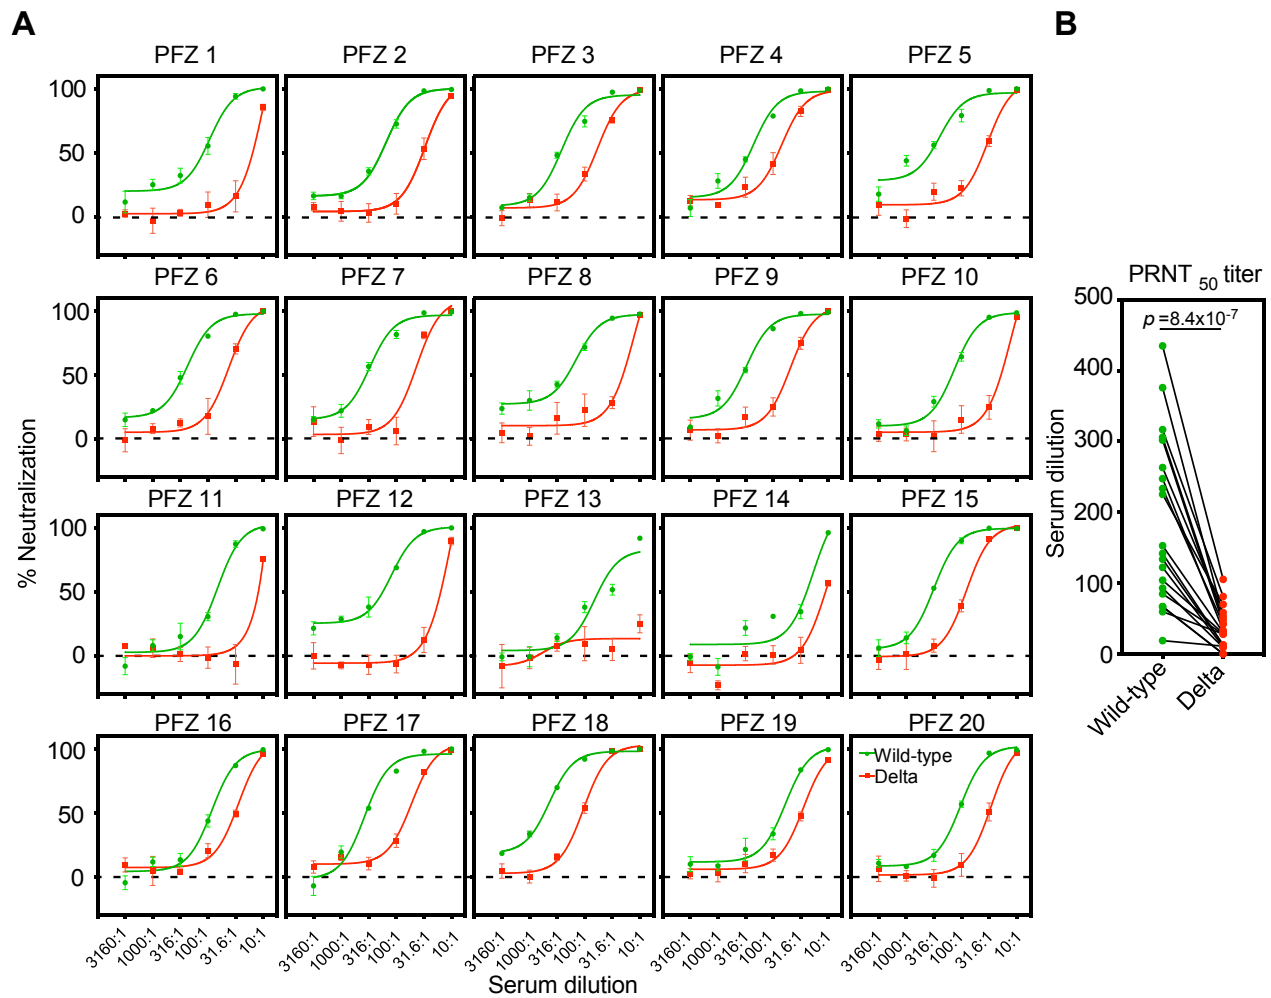 A
B
PFZ 1
PFZ 2
PFZ 3
PFZ 4
PFZ 5
100
50
0
PFZ 6
PFZ 7
PFZ 8
PFZ 9
PFZ 10
100
50
0
PFZ 11
PFZ 12
PFZ 13
PFZ 14
PFZ 15
100
50
0
PFZ 16
PFZ 17
PFZ 18
PFZ 19
PFZ 20
100
50
0
Wild-type
Delta
% Neutralization
3160:1
1000:1
316:1
100:1
31.6:1
10:1
3160:1
1000:1
316:1
100:1
31.6:1
10:1
3160:1
1000:1
316:1
100:1
31.6:1
10:1
3160:1
1000:1
316:1
100:1
31.6:1
10:1
3160:1
1000:1
316:1
100:1
31.6:1
10:1
Serum dilution
PRNT 50 titer
p=8.4x10-7
500
400
300
200
100
0
Serum dilution
Wild-type
Delta